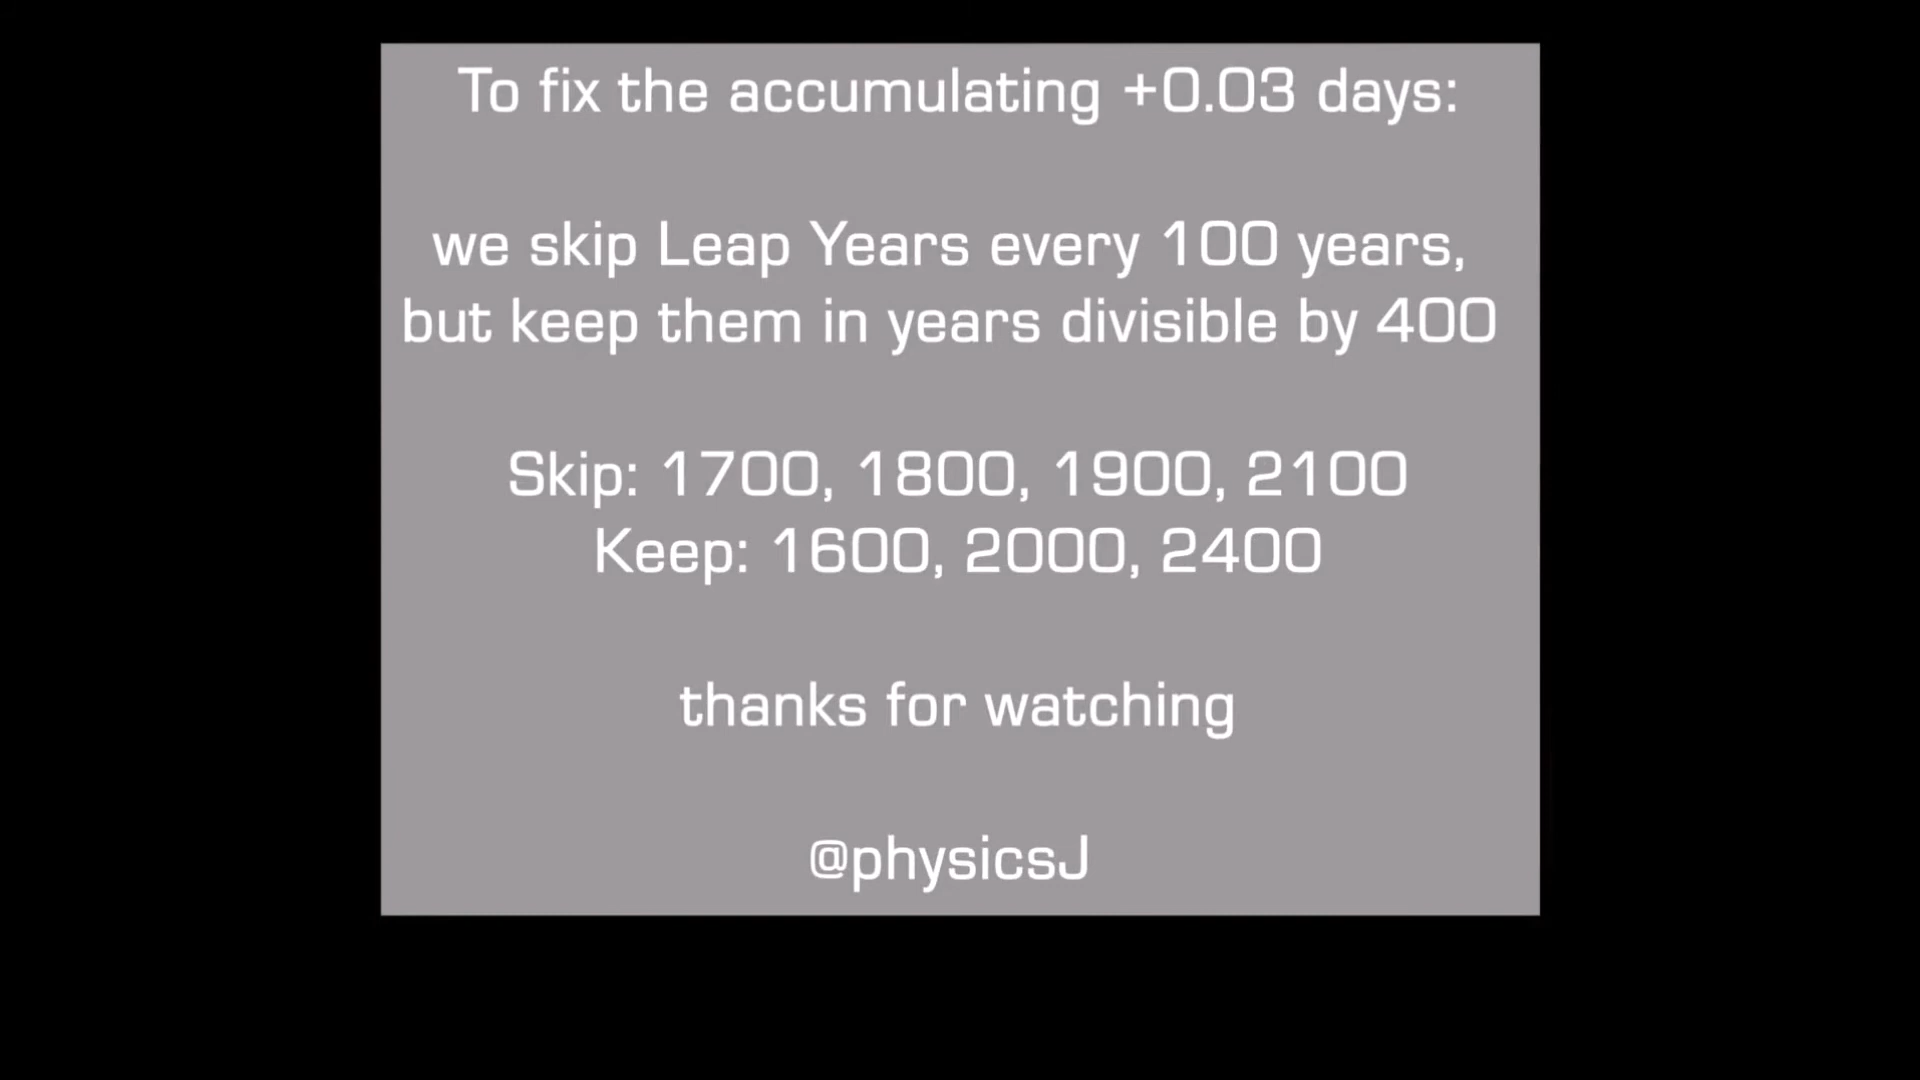 To fix the accumulating +0.03 days:
we skip Leap Years every 100 years,
but keep them in years divisible by 400
Skip: 1700, 1800, 1900, 2100
Keep: 1600, 2000, 2400
thanks for watching
@physicsJ